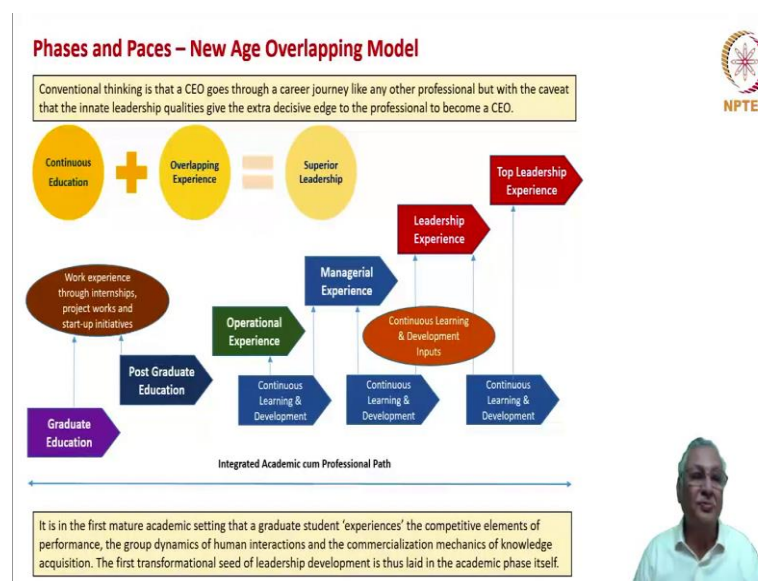 Phases and Paces – New Age Overlapping Model
NPTE
Conventional thinking is that a CEO goes through a career journey like any other professional but with the caveat
that the innate leadership qualities give the extra decisive edge to the professional to become a CEO.
Continuous
Education
Overlapping
Experience
Superior
Leadership
Top Leadership
Experience
Leadership
Experience
Managerial
Experience
Work experience
through internships,
project works and
start-up initiatives
Operational
Experience
Continuous Learning
& Development
Inputs
Post Graduate
Education
Continuous
Learning &
Development
Continuous
Learning &
Development
Continuous
Learning &
Development
Graduate
Education
Integrated Academic cum Professional Path
It is in the first mature academic setting that a graduate student ‘experiences’ the competitive elements of
performance, the group dynamics of human interactions and the commercialization mechanics of knowledge
acquisition. The first transformational seed of leadership development is thus laid in the academic phase itself.